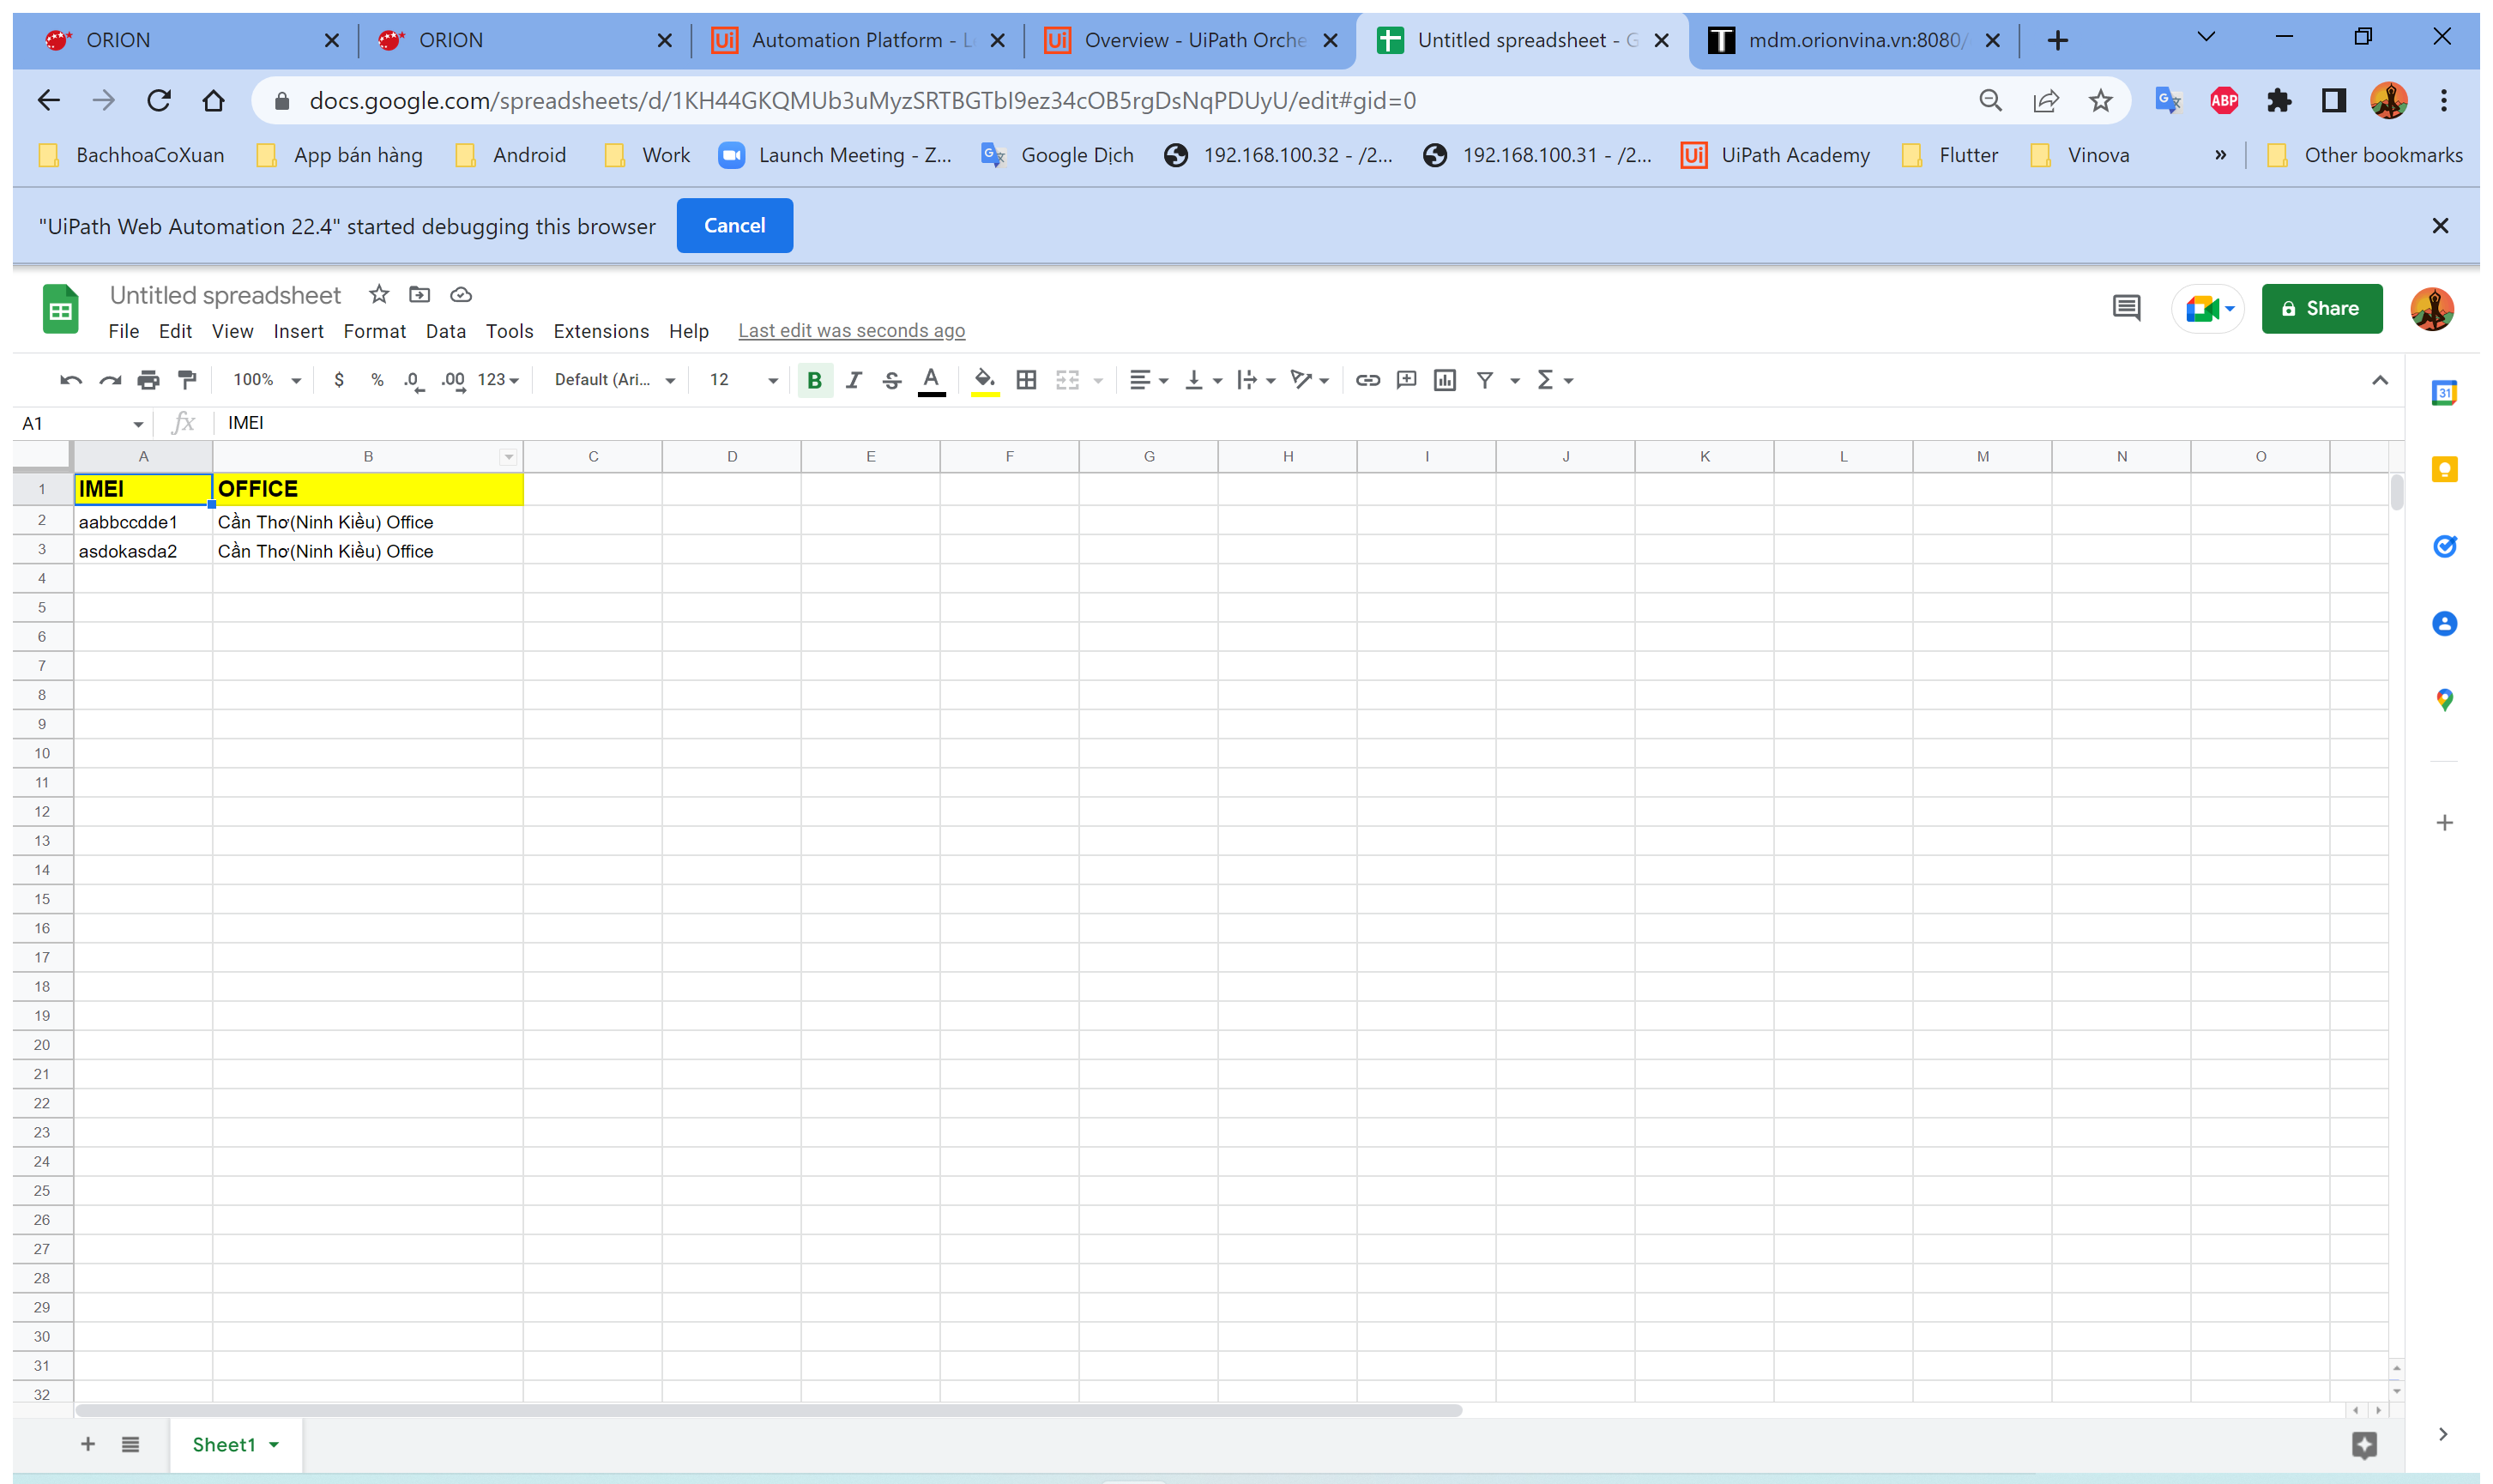 ORION
ORION
Automation Platform - L
Overview - UiPath Orche
Untitled spreadsheet - G
mdm.orionvina.vn:8080/
docs.google.com/spreadsheets/d/1KH44GKQMUb3uMyzSRTBGTbI9ez34cOB5rgDsNqPDUyU/edit#gid=0
ABP
BachhoaCoXuan
App bán hàng
Android
Work
Launch Meeting - Z...
Google Dịch
192.168.100.32 - /2...
192.168.100.31 - /2...
UiPath Academy
Flutter
Vinova
»
Other bookmarks
"UiPath Web Automation 22.4" started debugging this browser
Cancel
Untitled spreadsheet
File Edit View Insert Format Data Tools Extensions Help Last edit was seconds ago
Share
100% $ % .0 .00 123 Default (Ari... 12 B I S A
31
A1 fx IMEI
A B C D E F G H I J K L M N O
1 IMEI OFFICE
2 aabbccdde1 Cần Thơ(Ninh Kiều) Office
3 asdokasda2 Cần Thơ(Ninh Kiều) Office
4
5
6
7
8
9
10
11
12
13
14
15
16
17
18
19
20
21
22
23
24
25
26
27
28
29
30
31
32
Sheet1